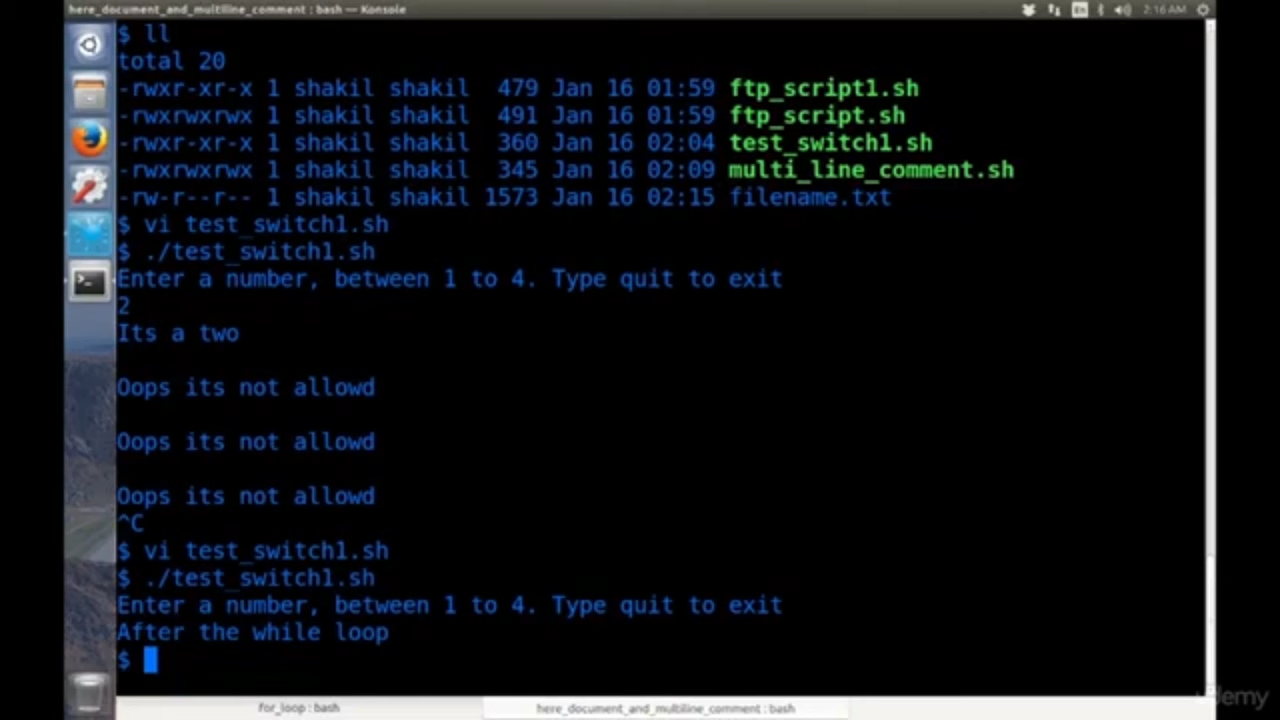 here_document_and_multiline_comment : bash — Konsole
En
2:16 AM
$ ll
total 20
-rwxr-xr-x 1 shakil shakil  479 Jan 16 01:59 ftp_script1.sh
-rwxrwxrwx 1 shakil shakil  491 Jan 16 01:59 ftp_script.sh
-rwxr-xr-x 1 shakil shakil  360 Jan 16 02:04 test_switch1.sh
-rwxrwxrwx 1 shakil shakil  345 Jan 16 02:09 multi_line_comment.sh
-rw-r--r-- 1 shakil shakil 1573 Jan 16 02:15 filename.txt
$ vi test_switch1.sh
$ ./test_switch1.sh
Enter a number, between 1 to 4. Type quit to exit
2
Its a two
Oops its not allowd
Oops its not allowd
Oops its not allowd
^C
$ vi test_switch1.sh
$ ./test_switch1.sh
Enter a number, between 1 to 4. Type quit to exit
After the while loop
$
for_loop : bash
here_document_and_multiline_comment : bash
udemy